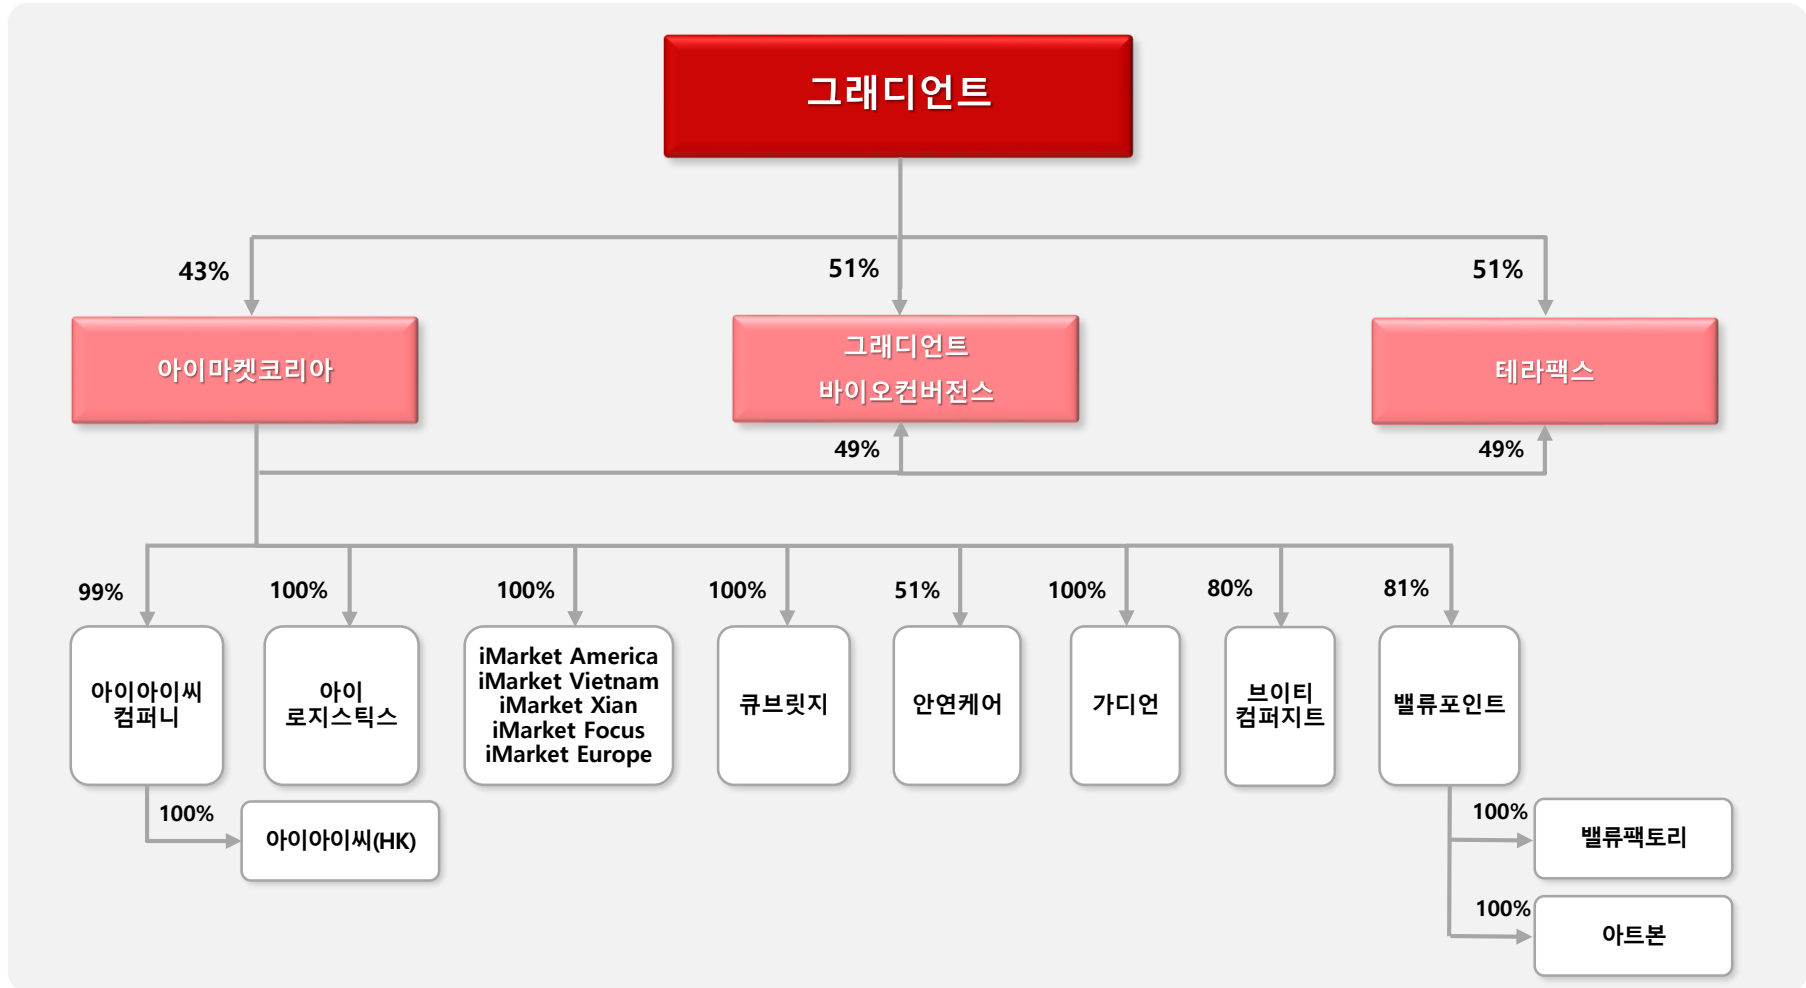 그래디언트
43%
51%
51%
아이마켓코리아
그래디언트
바이오컨버전스
테라팩스
49%
49%
99%
100%
100%
100%
51%
100%
80%
81%
아이아이씨
컴퍼니
아이
로지스틱스
iMarket America
iMarket Vietnam
iMarket Xian
iMarket Focus
iMarket Europe
큐브릿지
안연케어
가디언
브이티
컴퍼지트
밸류포인트
100%
아이아이씨(HK)
100%
밸류팩토리
100%
아트본